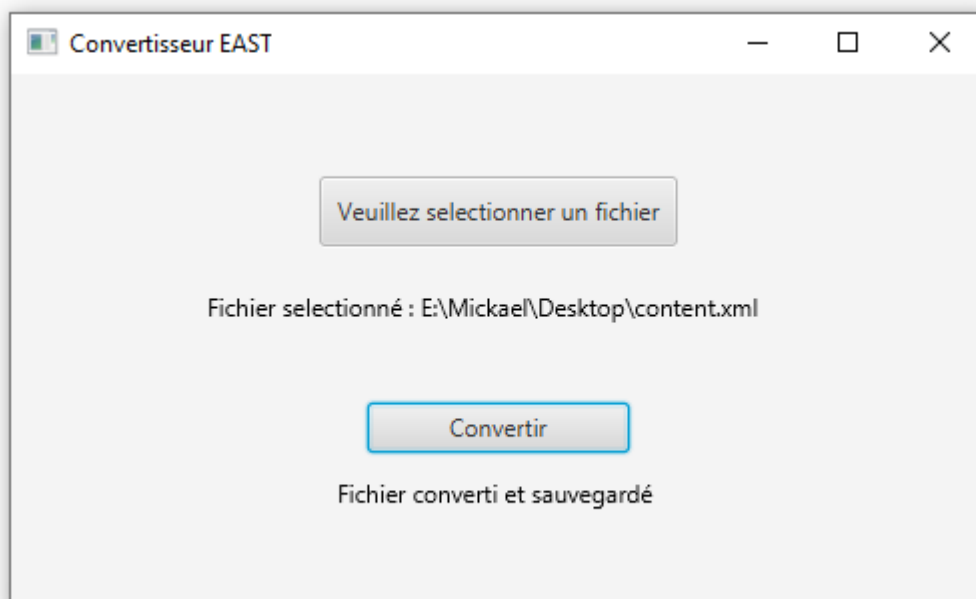 Convertisseur EAST
Veuillez selectionner un fichier
Fichier selectionné : E:\Mickael\Desktop\content.xml
Convertir
Fichier converti et sauvegardé